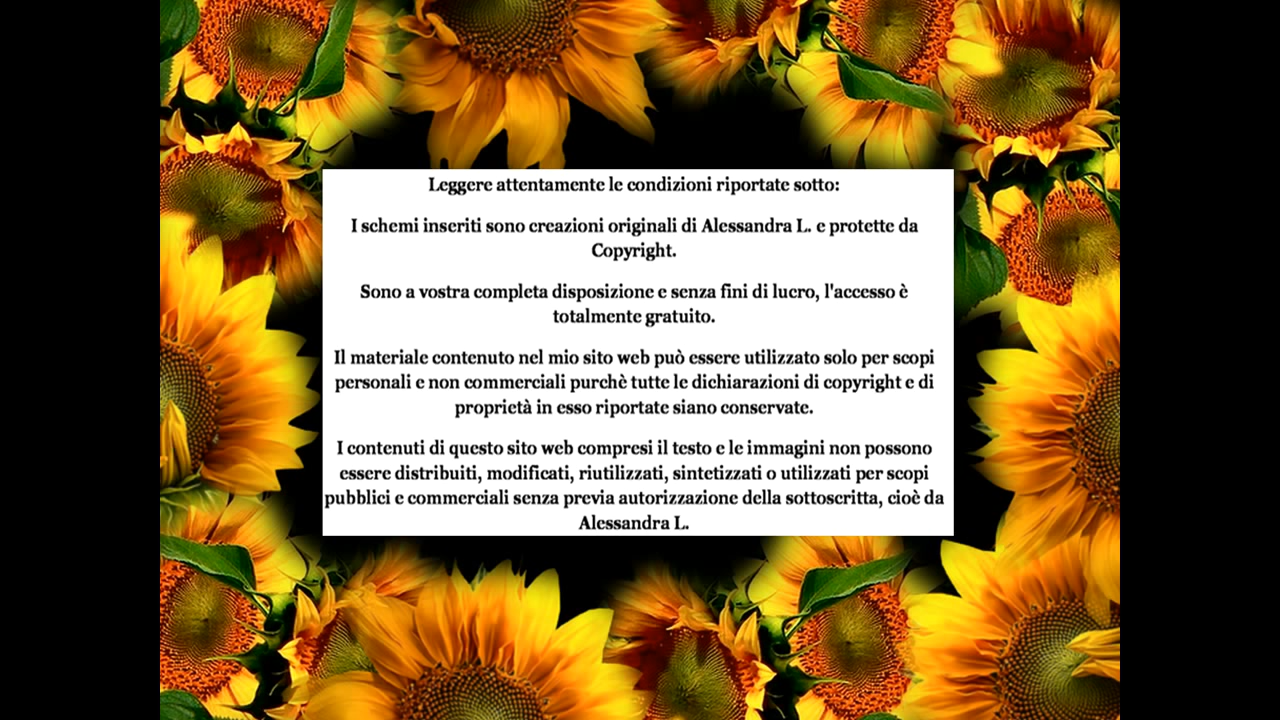 Leggere attentamente le condizioni riportate sotto:
I schemi inseriti sono creazioni originali di Alessandra L. e protette da
Copyright.
Sono a vostra completa disposizione e senza fini di lucro, l'accesso è
totalmente gratuito.
Il materiale contenuto nel mio sito web può essere utilizzato solo per scopi
personali e non commerciali purchè tutte le dichiarazioni di copyright e di
proprietà in esso riportate siano conservate.
I contenuti di questo sito web compresi il testo e le immagini non possono
essere distribuiti, modificati, riutilizzati, sintetizzati o utilizzati per scopi
pubblici e commerciali senza previa autorizzazione della sottoscritta, cioè da
Alessandra L.